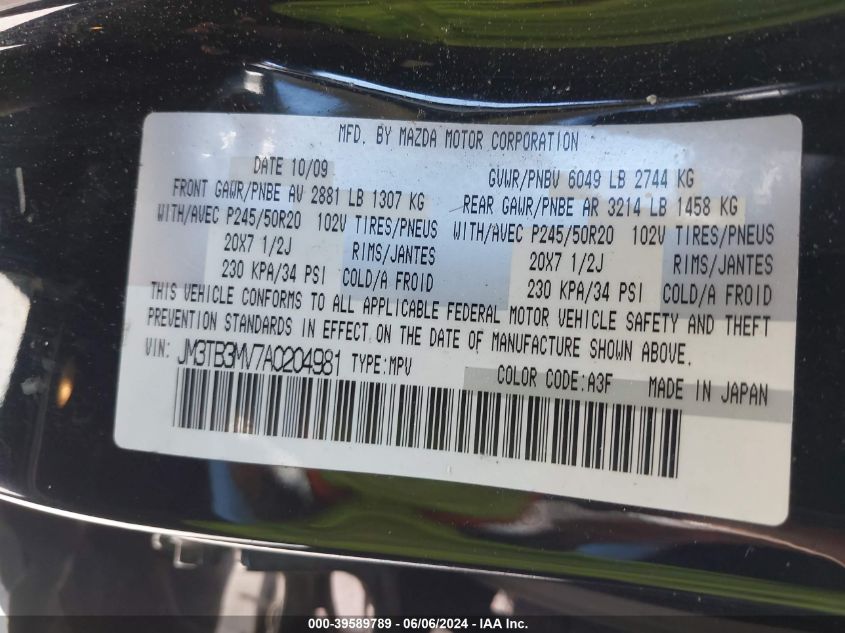 MFD. BY MAZDA MOTOR CORPORATION
DATE 10/09 GVWR/PNBV 6049 LB 2744 KG
FRONT GAWR/PNBE AV 2881 LB 1307 KG REAR GAWR/PNBE AR 3214 LB 1458 KG
WITH/AVEC P245/50R20 102V TIRES/PNEUS WITH/AVEC P245/50R20 102V TIRES/PNEUS
20X7 1/2J RIMS/JANTES 20X7 1/2J RIMS/JANTES
230 KPA/34 PSI COLD/A FROID 230 KPA/34 PSI COLD/A FROID
THIS VEHICLE CONFORMS TO ALL APPLICABLE FEDERAL MOTOR VEHICLE SAFETY AND THEFT
PREVENTION STANDARDS IN EFFECT ON THE DATE OF MANUFACTURE SHOWN ABOVE.
VIN: JM3TB3MV7A0204981 TYPE:MPV
COLOR CODE:A3F MADE IN JAPAN
000-39589789 - 06/06/2024 - IAAI Inc.